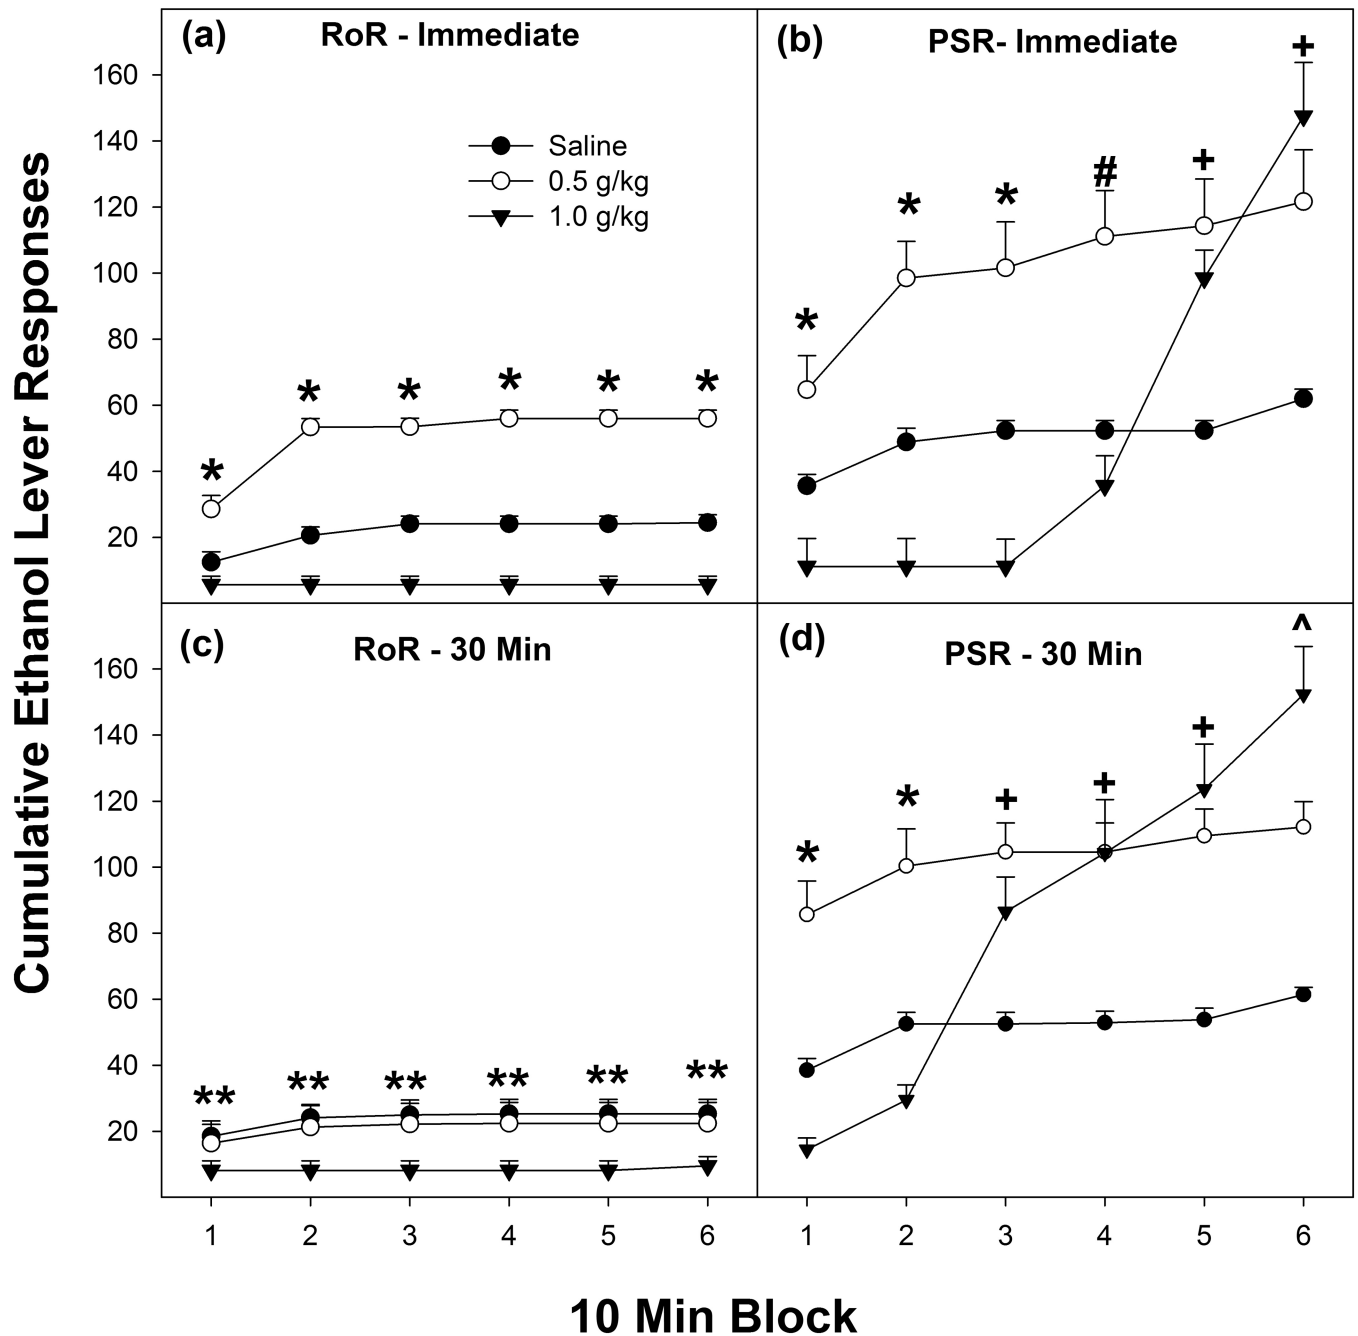 Cumulative Ethanol Lever Responses
(a)
RoR - Immediate
160
140
120
100
80
60
40
20
Saline
0.5 g/kg
1.0 g/kg
*
*
*
*
*
*
(b)
PSR- Immediate
*
*
*
#
+
+
(c)
RoR - 30 Min
160
140
120
100
80
60
40
20
**
**
**
**
**
**
1 2 3 4 5 6
(d)
PSR - 30 Min
*
*
+
+
+
^
1 2 3 4 5 6
10 Min Block